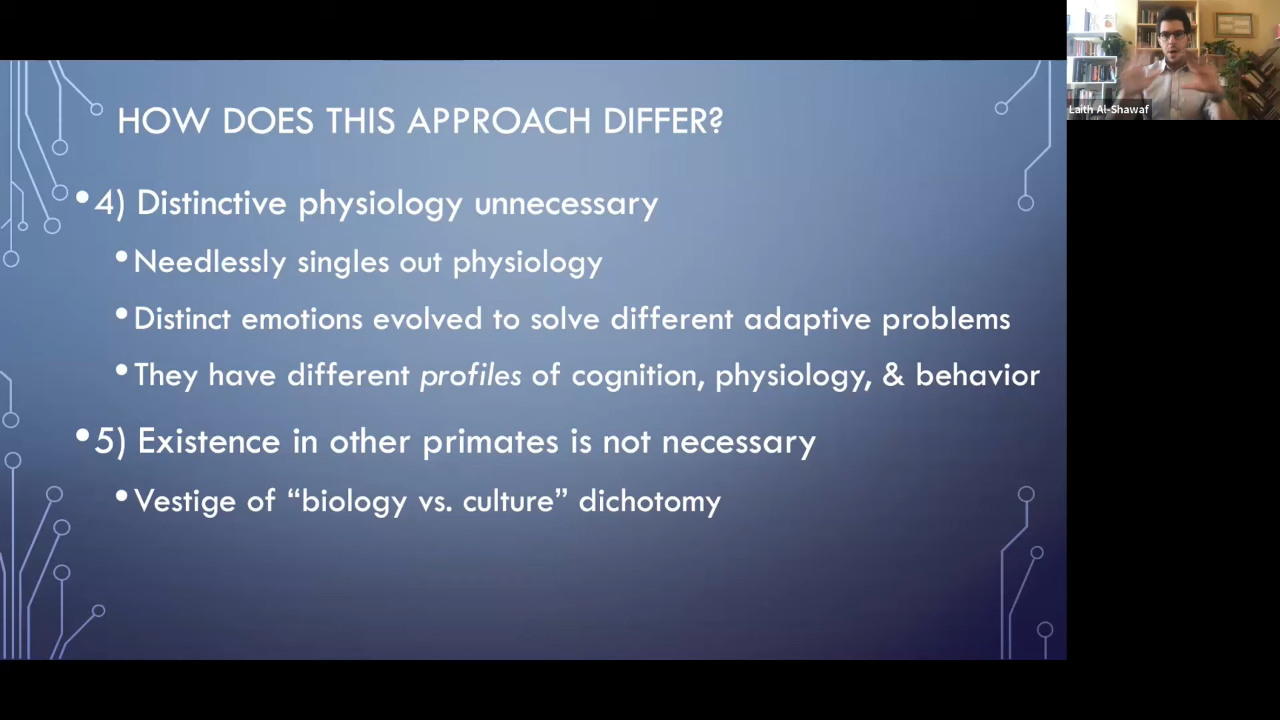 Laith Al-Shawaf
HOW DOES THIS APPROACH DIFFER?
•4) Distinctive physiology unnecessary
•Needlessly singles out physiology
•Distinct emotions evolved to solve different adaptive problems
•They have different profiles of cognition, physiology, & behavior
•5) Existence in other primates is not necessary
•Vestige of “biology vs. culture” dichotomy